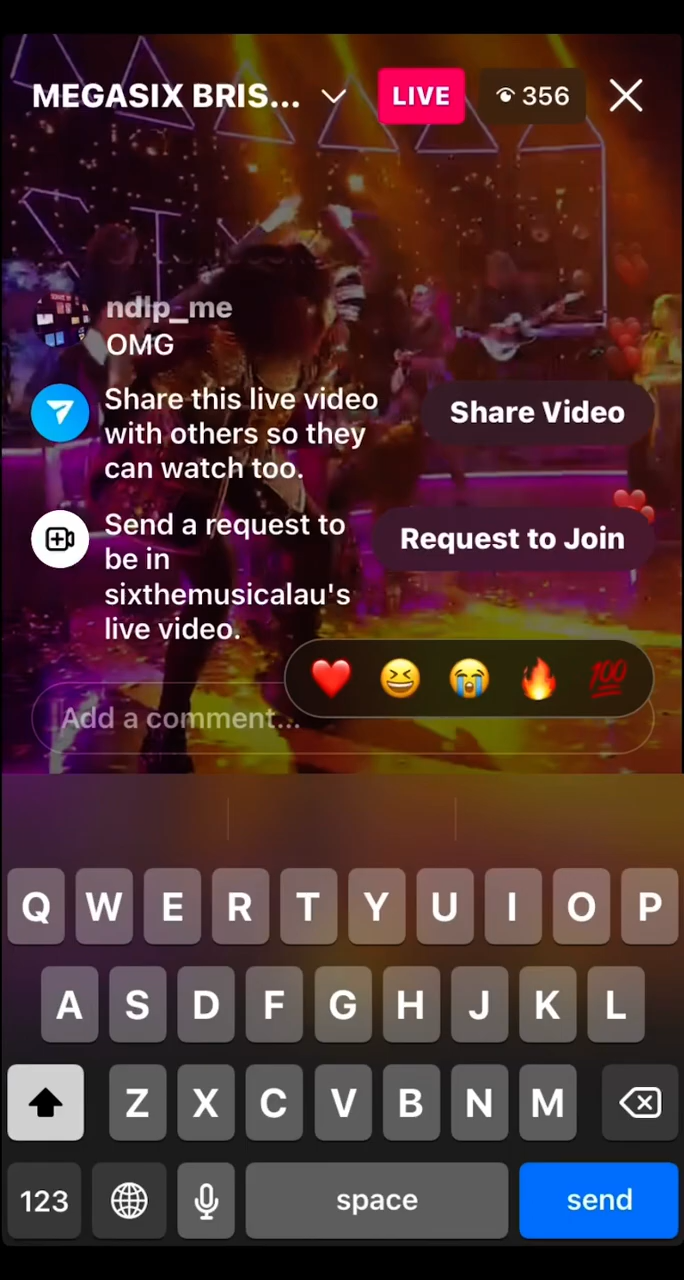 MEGASIX BRIS...
LIVE
356
ndlp_me
OMG
Share this live video
with others so they
can watch too.
Share Video
Send a request to
be in
sixthemusicalau's
live video.
Request to Join
100
Add a comment...
Q W E R T Y U I O P
A S D F G H J K L
Z X C V B N M
123
space
send